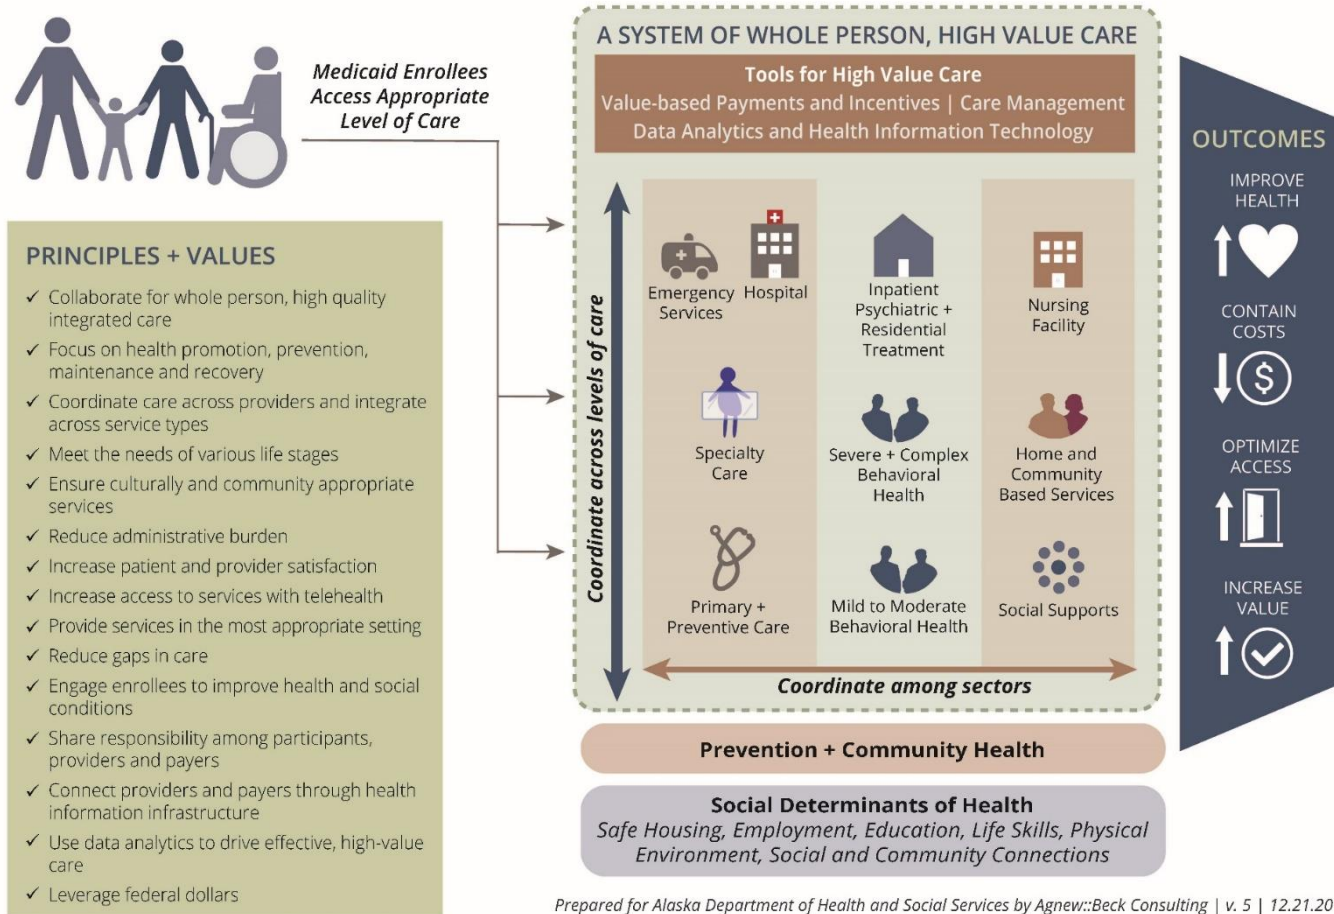 Medicaid Enrollees
Access Appropriate
Level of Care
PRINCIPLES + VALUES
✓ Collaborate for whole person, high quality
integrated care
✓ Focus on health promotion, prevention,
maintenance and recovery
✓ Coordinate care across providers and integrate
across service types
✓ Meet the needs of various life stages
✓ Ensure culturally and community appropriate
services
✓ Reduce administrative burden
✓ Increase patient and provider satisfaction
✓ Increase access to services with telehealth
✓ Provide services in the most appropriate setting
✓ Reduce gaps in care
✓ Engage enrollees to improve health and social
conditions
✓ Share responsibility among participants,
providers and payers
✓ Connect providers and payers through health
information infrastructure
✓ Use data analytics to drive effective, high-value
care
✓ Leverage federal dollars
A SYSTEM OF WHOLE PERSON, HIGH VALUE CARE
Tools for High Value Care
Value-based Payments and Incentives | Care Management
Data Analytics and Health Information Technology
Coordinate across levels of care
Emergency
Services
Hospital
Inpatient
Psychiatric +
Residential
Treatment
Nursing
Facility
Specialty
Care
Severe + Complex
Behavioral
Health
Home and
Community
Based Services
Primary +
Preventive Care
Mild to Moderate
Behavioral Health
Social Supports
Coordinate among sectors
Prevention + Community Health
Social Determinants of Health
Safe Housing, Employment, Education, Life Skills, Physical
Environment, Social and Community Connections
OUTCOMES
IMPROVE
HEALTH
CONTAIN
COSTS
$
OPTIMIZE
ACCESS
INCREASE
VALUE
Prepared for Alaska Department of Health and Social Services by Agnew::Beck Consulting | v. 5 | 12.21.20